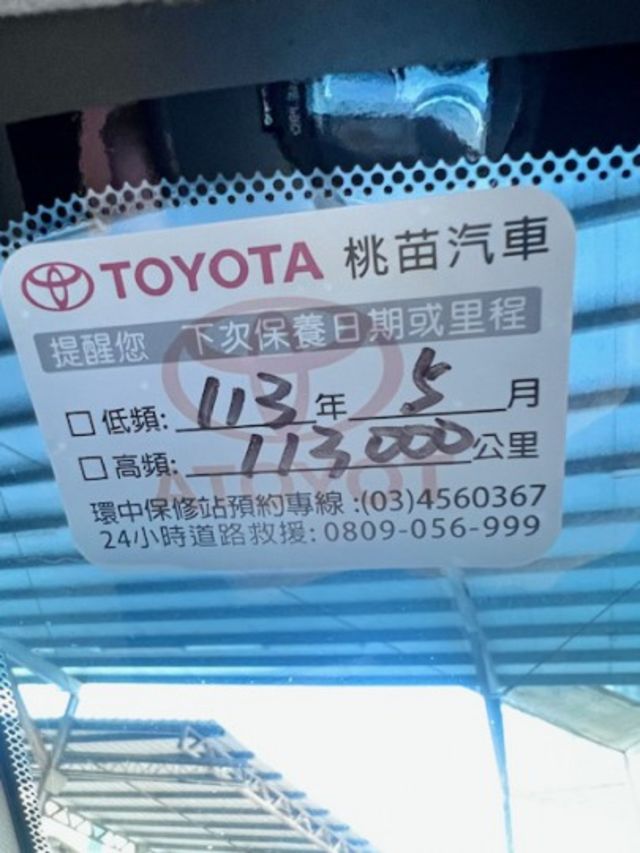 TOYOTA 桃苗汽車
提醒您 下次保養日期或里程
□ 低頻: 113 年 5 月
□ 高頻: 113000 公里
環中保修站預約專線:(03)4560367
24小時道路救援: 0809-056-999